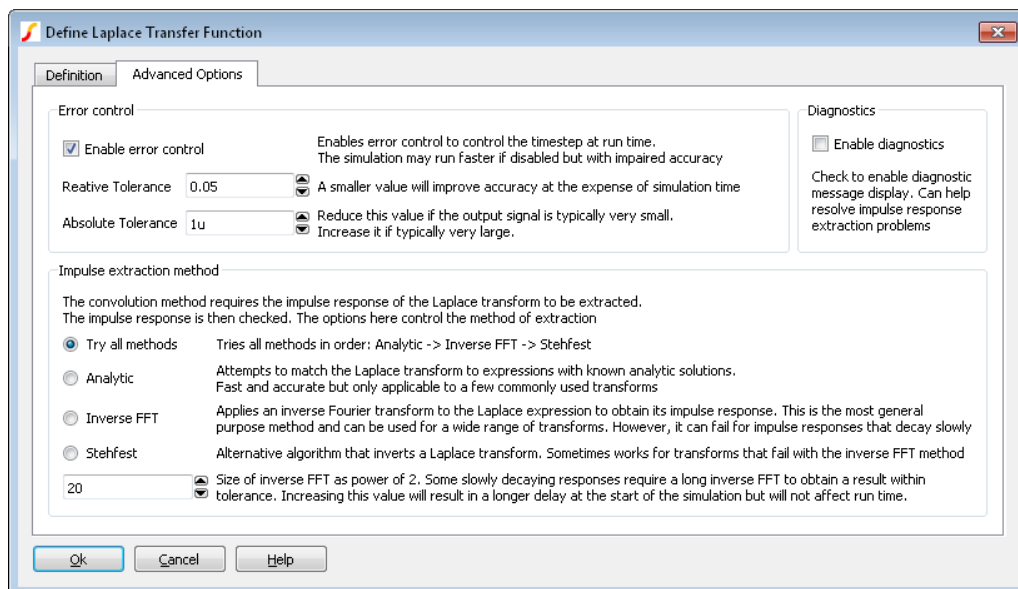 Define Laplace Transfer Function
Definition
Advanced Options
Error control
Enable error control
Enables error control to control the timestep at run time.
The simulation may run faster if disabled but with impaired accuracy
Reative Tolerance
0.05
A smaller value will improve accuracy at the expense of simulation time
Absolute Tolerance
1u
Reduce this value if the output signal is typically very small.
Increase it if typically very large.
Diagnostics
Enable diagnostics
Check to enable diagnostic
message display. Can help
resolve impulse response
extraction problems
Impulse extraction method
The convolution method requires the impulse response of the Laplace transform to be extracted.
The impulse response is then checked. The options here control the method of extraction
Try all methods
Tries all methods in order: Analytic -> Inverse FFT -> Stehfest
Analytic
Attempts to match the Laplace transform to expressions with known analytic solutions.
Fast and accurate but only applicable to a few commonly used transforms
Inverse FFT
Applies an inverse Fourier transform to the Laplace expression to obtain its impulse response. This is the most general
purpose method and can be used for a wide range of transforms. However, it can fail for impulse responses that decay slowly
Stehfest
Alternative algorithm that inverts a Laplace transform. Sometimes works for transforms that fail with the inverse FFT method
20
Size of inverse FFT as power of 2. Some slowly decaying responses require a long inverse FFT to obtain a result within
tolerance. Increasing this value will result in a longer delay at the start of the simulation but will not affect run time.
Ok
Cancel
Help